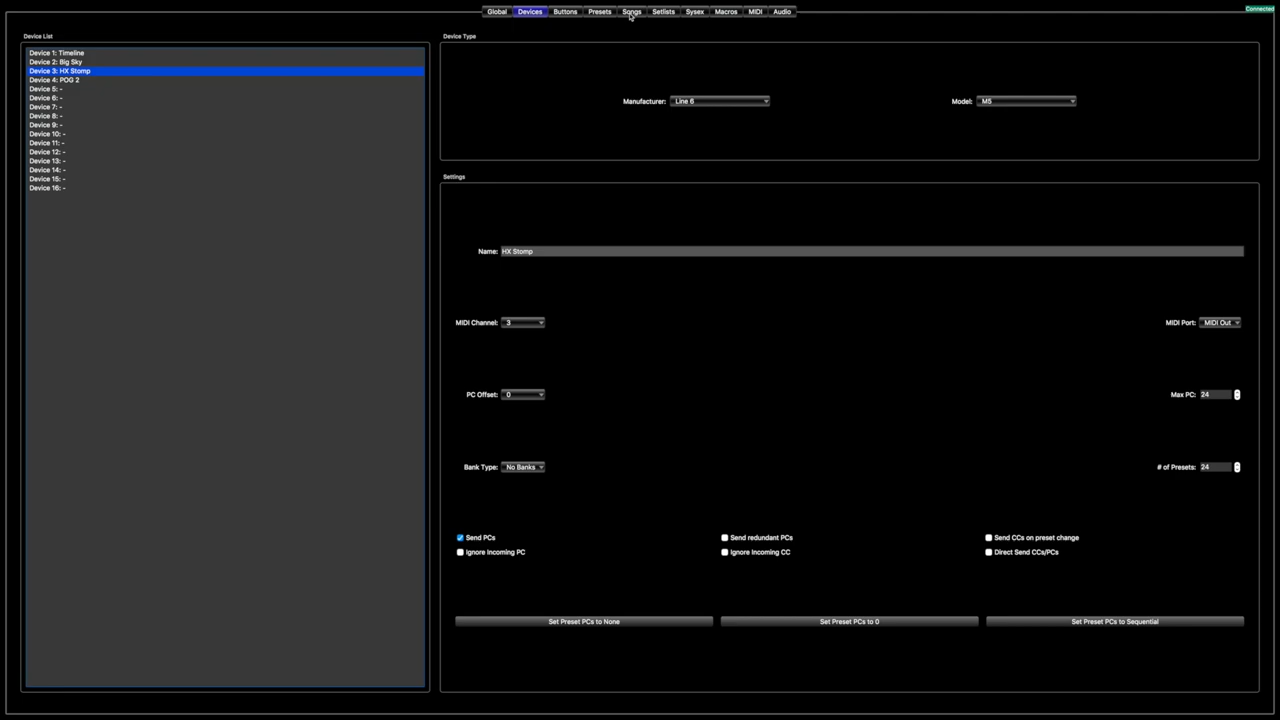 Global Devices Buttons Presets Songs Setlists Sysex Macros MIDI Audio
Connected
Device List
Device 1: Timeline
Device 2: Big Sky
Device 3: HX Stomp
Device 4: POG 2
Device 5: -
Device 6: -
Device 7: -
Device 8: -
Device 9: -
Device 10: -
Device 11: -
Device 12: -
Device 13: -
Device 14: -
Device 15: -
Device 16: -
Device Type
Manufacturer: Line 6 Model: M5
Settings
Name: HX Stomp
MIDI Channel: 3 MIDI Port: MIDI Out
PC Offset: 0 Max PC: 24
Bank Type: No Banks # of Presets: 24
Send PCs Send redundant PCs Send CCs on preset change
Ignore Incoming PC Ignore Incoming CC Direct Send CCs/PCs
Set Preset PCs to None Set Preset PCs to 0 Set Preset PCs to Sequential